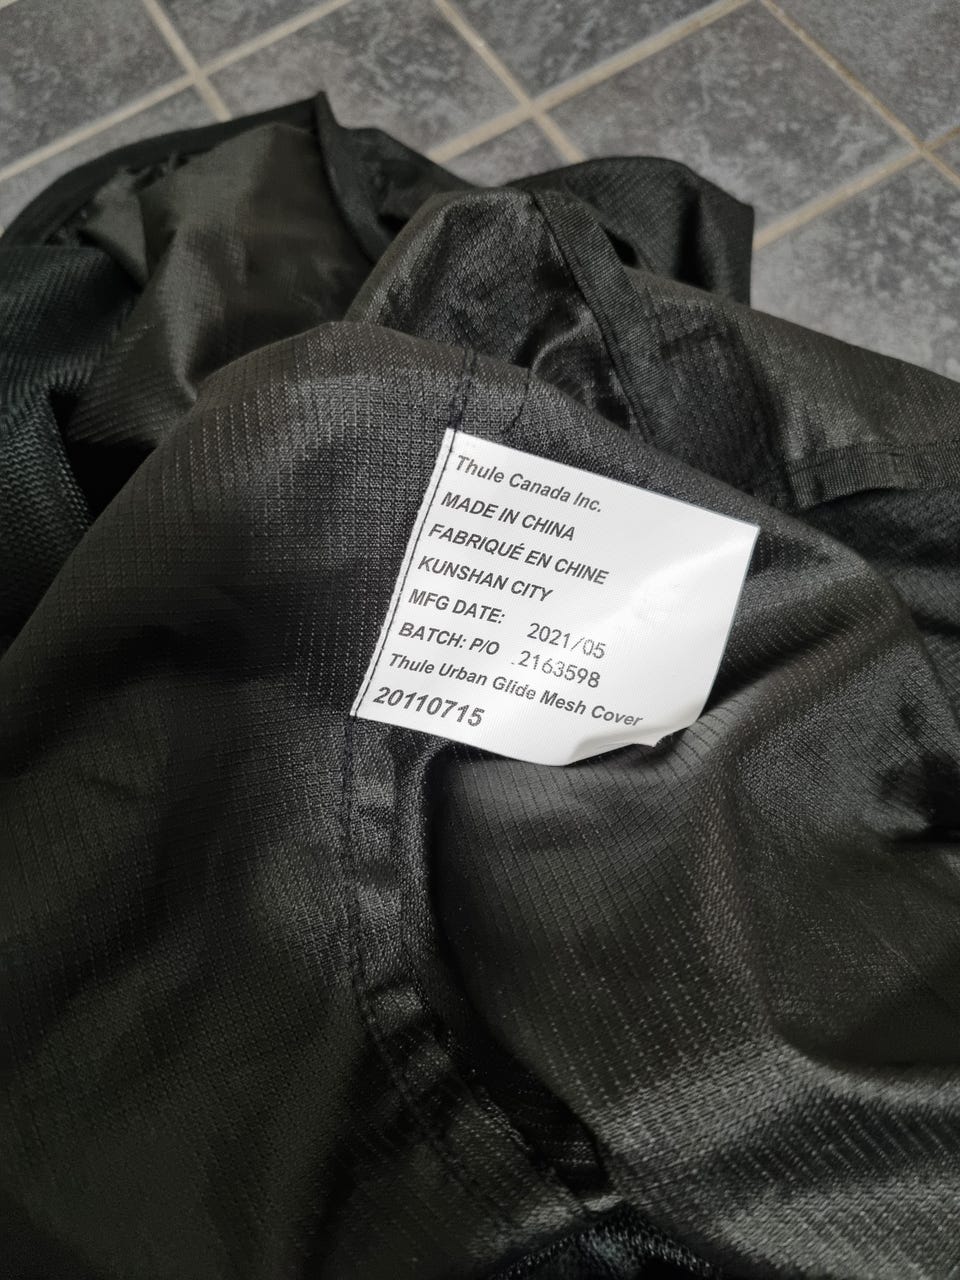 Thule Canada Inc.
MADE IN CHINA
FABRIQUÉ EN CHINE
KUNSHAN CITY
MFG DATE: 2021/05
BATCH: P/O .2163598
Thule Urban Glide Mesh Cover
20110715